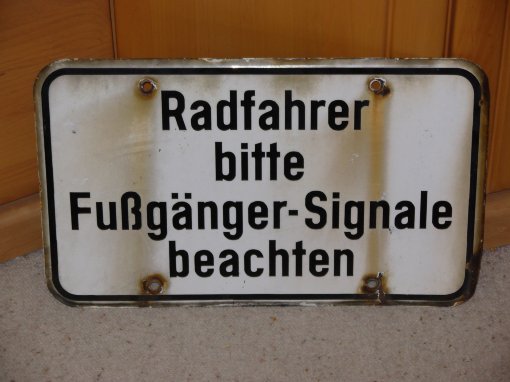 Radfahrer
bitte
Fußgänger-Signale
beachten